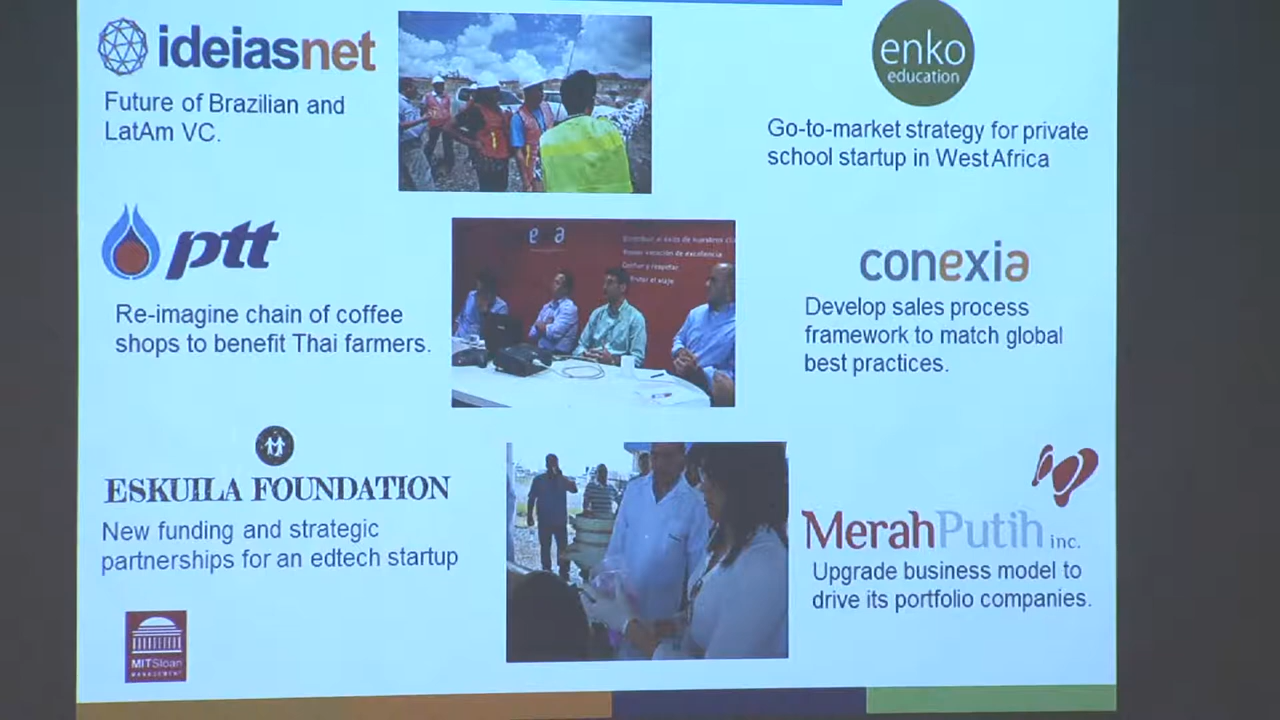 ideiasnet
Future of Brazilian and
LatAm VC.
enko
education
Go-to-market strategy for private
school startup in West Africa
ptt
Re-imagine chain of coffee
shops to benefit Thai farmers.
conexia
Develop sales process
framework to match global
best practices.
ESKUILA FOUNDATION
New funding and strategic
partnerships for an edtech startup
MerahPutih inc.
Upgrade business model to
drive its portfolio companies.
MITSloan
MANAGEMENT